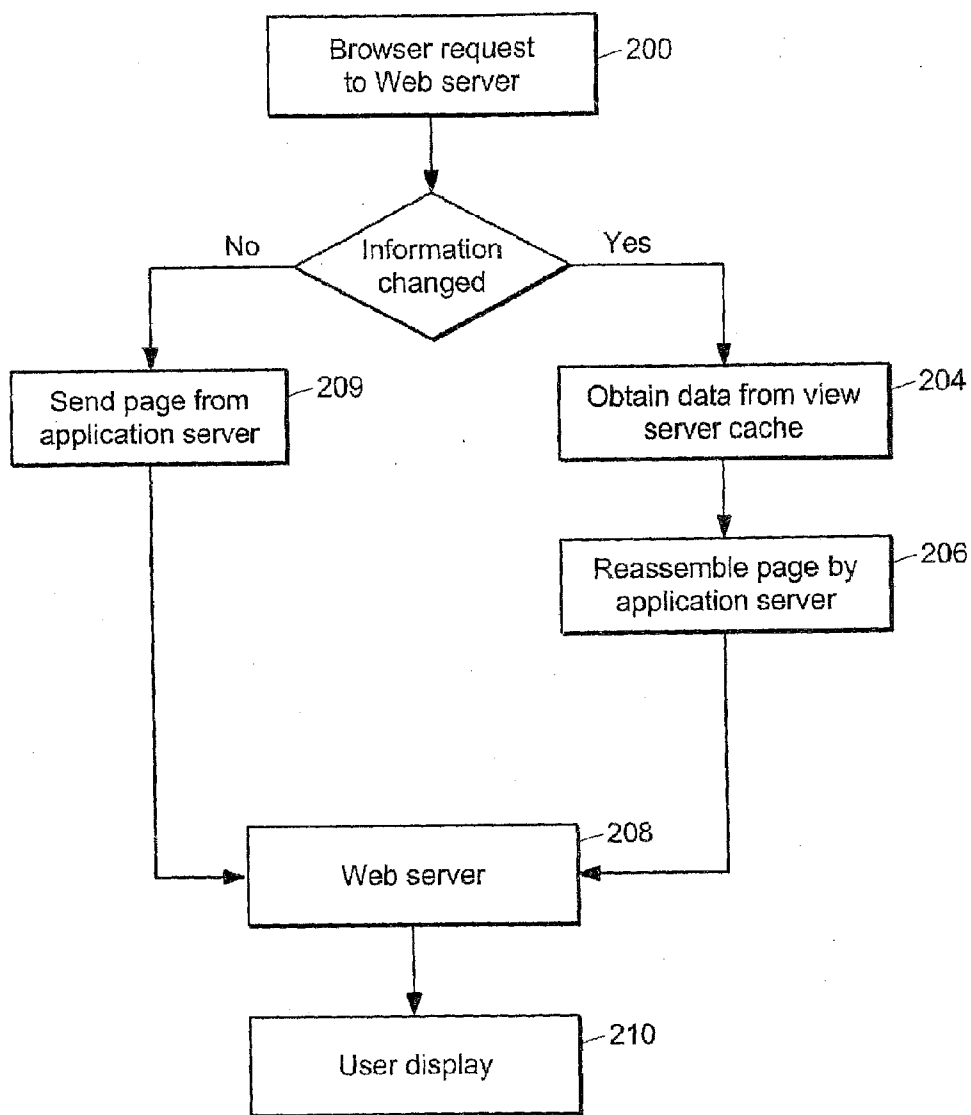 Browser request
to Web server
200
Information
changed
No
Yes
Send page from
application server
209
Obtain data from view
server cache
204
Reassemble page by
application server
206
Web server
208
User display
210